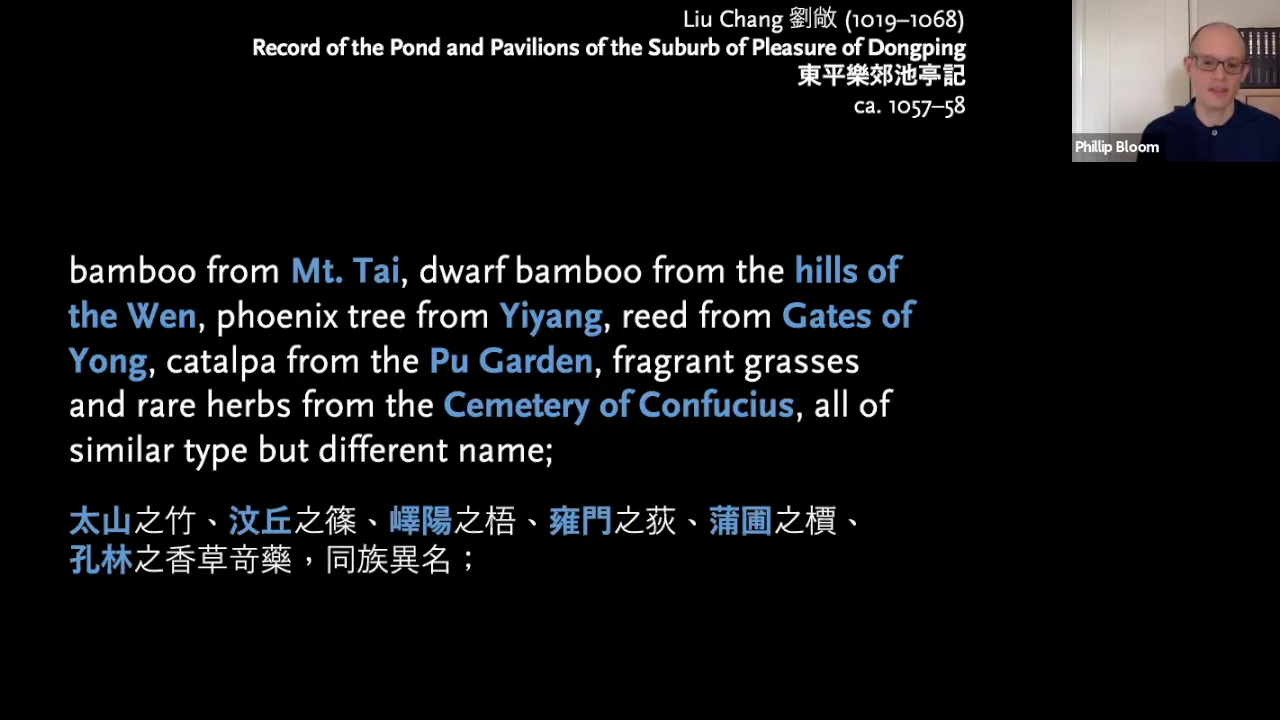 Liu Chang 劉敞 (1019–1068)
Record of the Pond and Pavilions of the Suburb of Pleasure of Dongping
東平樂郊池亭記
ca. 1057–58
Phillip Bloom
bamboo from Mt. Tai, dwarf bamboo from the hills of
the Wen, phoenix tree from Yiyang, reed from Gates of
Yong, catalpa from the Pu Garden, fragrant grasses
and rare herbs from the Cemetery of Confucius, all of
similar type but different name;
太山之竹、汶丘之篠、嶧陽之梧、雍門之荻、蒲圃之檟、
孔林之香草竒藥，同族異名；